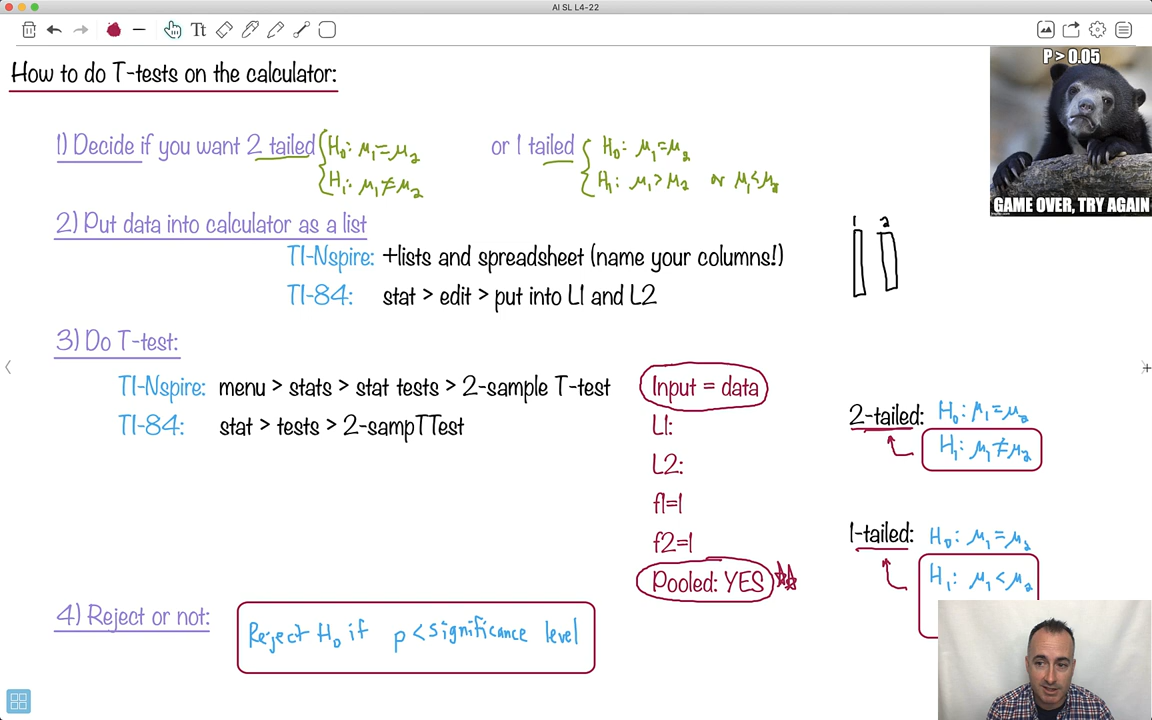 AI SL L4-22
Tt
How to do T-tests on the calculator:
P > 0.05
GAME OVER, TRY AGAIN
1) Decide if you want 2 tailed
H₀: μ₁=μ₂
H₁: μ₁≠μ₂
or 1 tailed
H₀: μ₁=μ₂
H₁: μ₁>μ₂ or μ₁<μ₂
2) Put data into calculator as a list
1 2
TI-Nspire: +lists and spreadsheet (name your columns!)
TI-84: stat > edit > put into L1 and L2
3) Do T-test:
TI-Nspire: menu > stats > stat tests > 2-sample T-test
TI-84: stat > tests > 2-sampTTest
Input = data
L1:
L2:
f1=1
f2=1
Pooled: YES
2-tailed: H₀: μ₁=μ₂
H₁: μ₁≠μ₂
1-tailed: H₀: μ₁=μ₂
H₁: μ₁<μ₂
4) Reject or not:
Reject H₀ if p < significance level